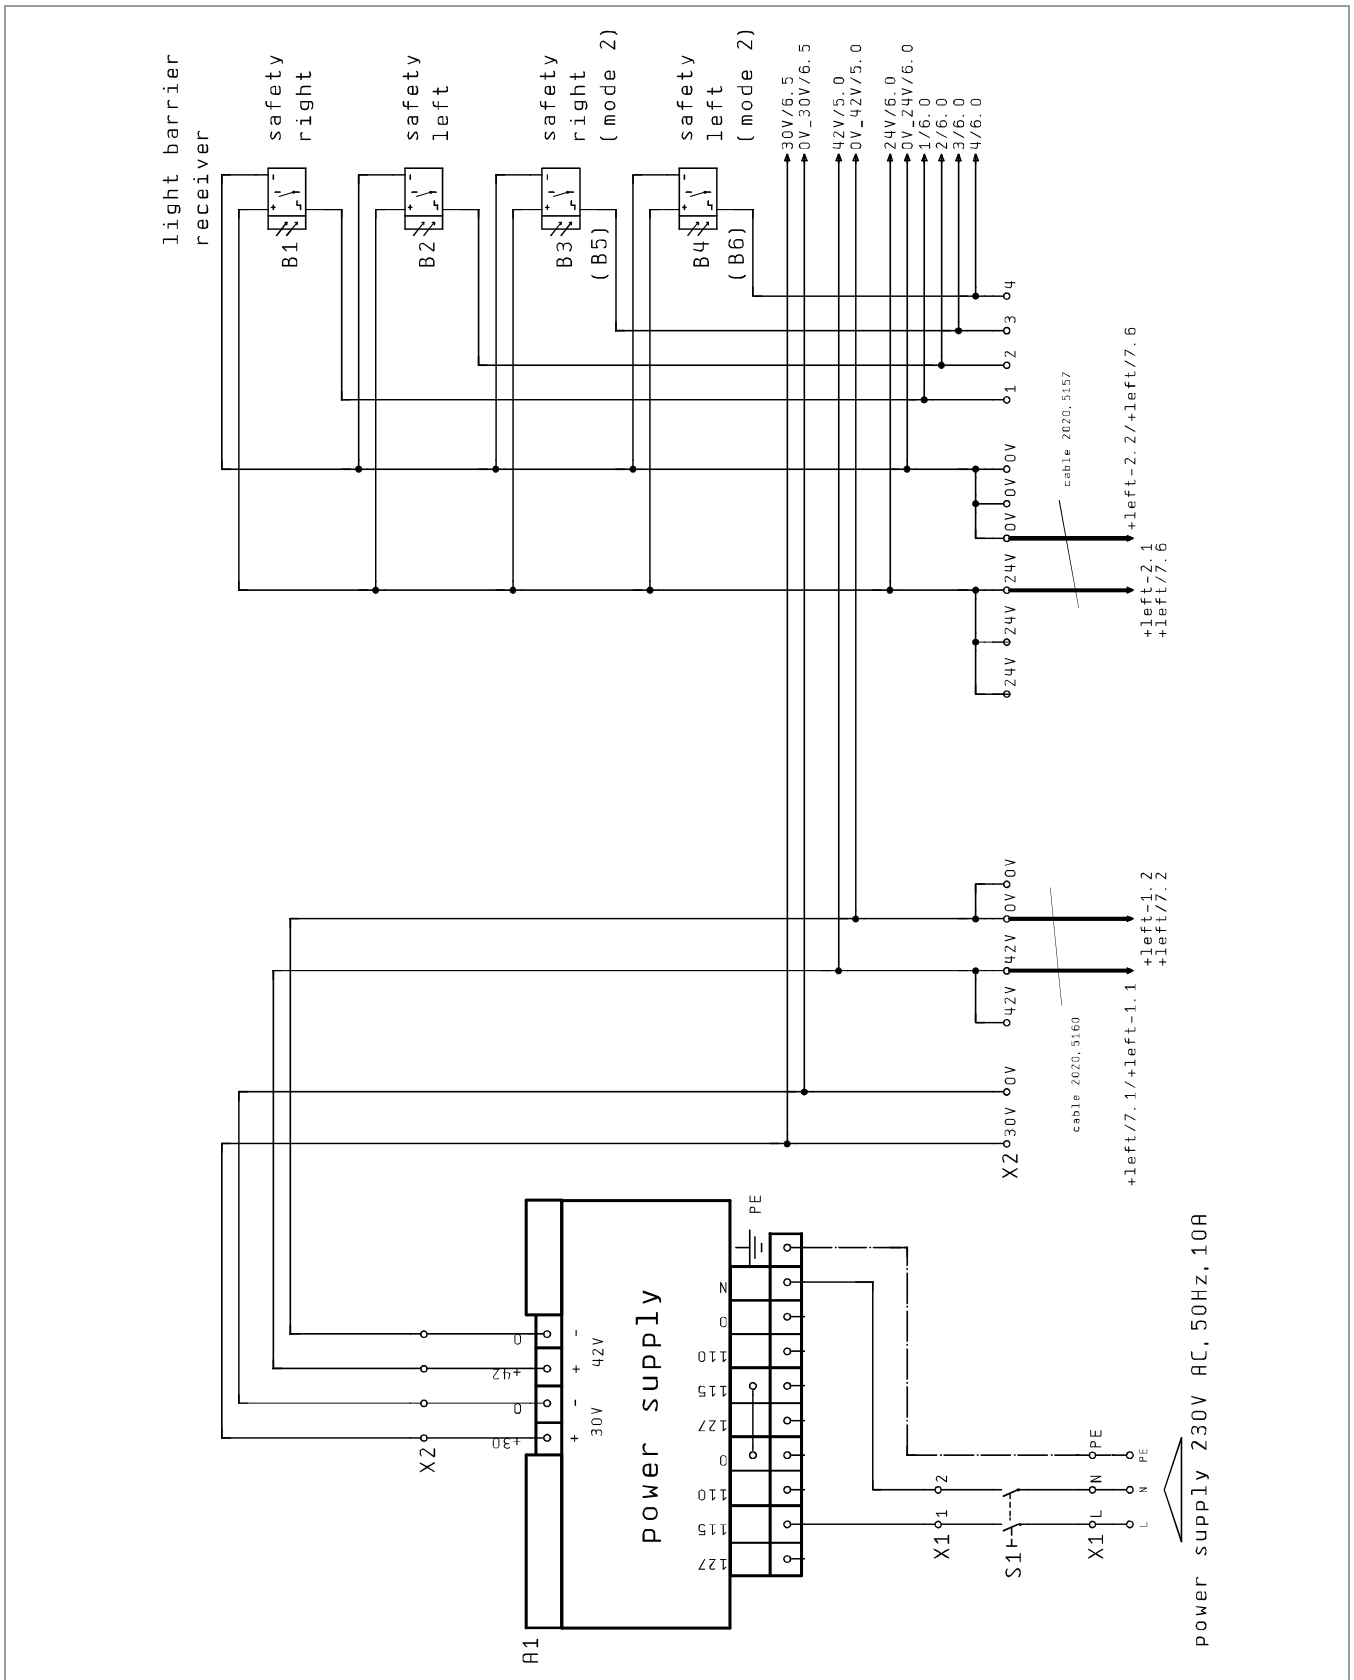 light barrier
receiver
safety
right
safety
left
safety
right
(mode 2)
safety
left
(mode 2)
- +
- +
- +
- +
B1
B2
B3
(B5)
B4
(B6)
30V/6.5
0V_30V/6.5
42V/5.0
0V_42V/5.0
24V/6.0
0V_24V/6.0
1/6.0
2/6.0
3/6.0
4/6.0
4
3
2
1
0V
0V
0V
24V
24V
24V
cable 2020.5157
+left-2.2/+left/7.6
+left-2.1
+left/7.6
0V
0V
42V
42V
+left-1.2
+left/7.2
cable 2020.5160
+left/7.1/+left-1.1
0V
30V
X2
A1
power supply
X2
0
+42
0
+30
-
+
42V
-
+
30V
PE
N
0
110
115
127
0
110
115
127
X1
1
2
S1
X1
L
N
PE
L
N
PE
power supply 230V AC, 50Hz, 10A